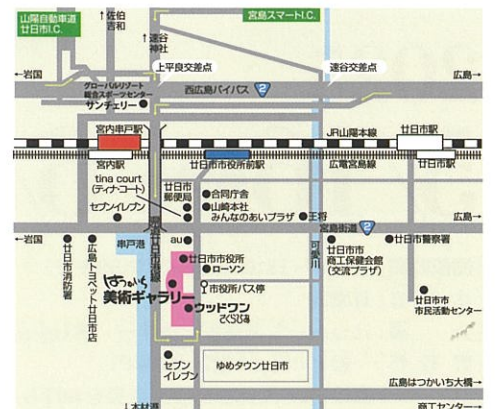 山陽自動車道
廿日市I.C.
↑佐伯
吉和
宮島スマートI.C.
↑速谷
神社
上平良交差点
速谷交差点
←岩国
グローバルリゾート
総合スポーツセンター
サンチェリー
西広島バイパス
2
広島→
宮内串戸駅
JR山陽本線
廿日市駅
宮内駅
廿日市市役所前駅
広電宮島線
廿日市駅
tina court
(ティナ・コート)
セブンイレブン
廿日市
郵便局
合同庁舎
山崎本社
みんなのあいプラザ
王将
宮島街道
2
広島→
←岩国
串戸港
au
可愛川
廿日市市
商工保健会館
(交流プラザ)
廿日市警察署
廿日市消防署
広島トヨペット廿日市店
廿日市市役所
ローソン
はつかいち
美術ギャラリー
市役所バス停
ウッドワン
さくらぴあ
廿日市市
市民活動センター
セブン
イレブン
ゆめタウン廿日市
広島はつかいち大橋→
↓木材港
商工センター→